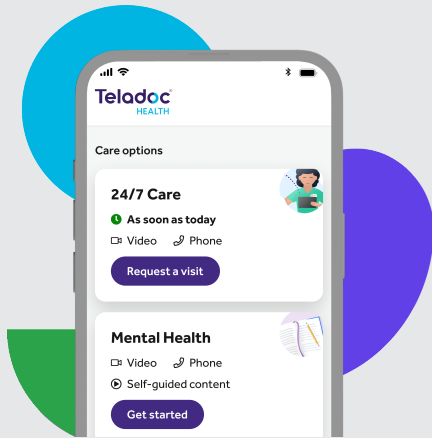 Teladoc
HEALTH
Care options
24/7 Care
As soon as today
Video Phone
Request a visit
Mental Health
Video Phone
Self-guided content
Get started